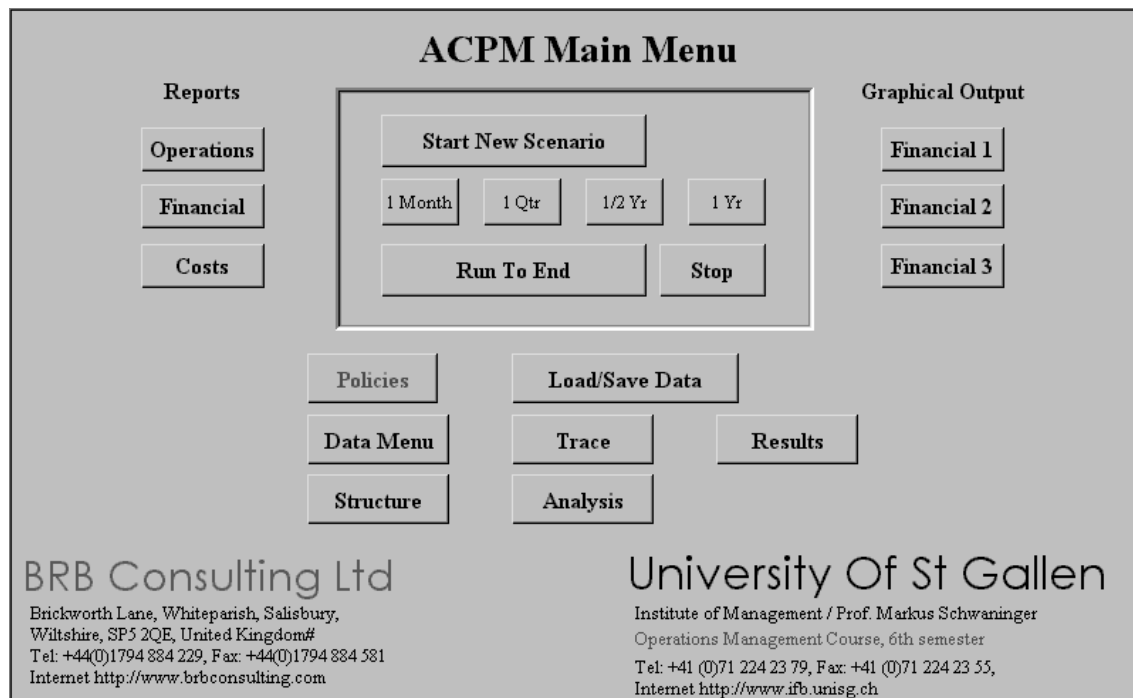 ACPM Main Menu
Reports
Graphical Output
Start New Scenario
Operations
Financial 1
1 Month 1 Qtr 1/2 Yr 1 Yr
Financial
Financial 2
Costs
Run To End Stop
Financial 3
Policies Load/Save Data
Data Menu Trace Results
Structure Analysis
BRB Consulting Ltd
Brickworth Lane, Whiteparish, Salisbury,
Wiltshire, SP5 2QE, United Kingdom#
Tel: +44(0)1794 884 229, Fax: +44(0)1794 884 581
Internet http://www.brbconsulting.com
University Of St Gallen
Institute of Management / Prof. Markus Schwaninger
Operations Management Course, 6th semester
Tel: +41 (0)71 224 23 79, Fax: +41 (0)71 224 23 55,
Internet http://www.ifb.unisg.ch